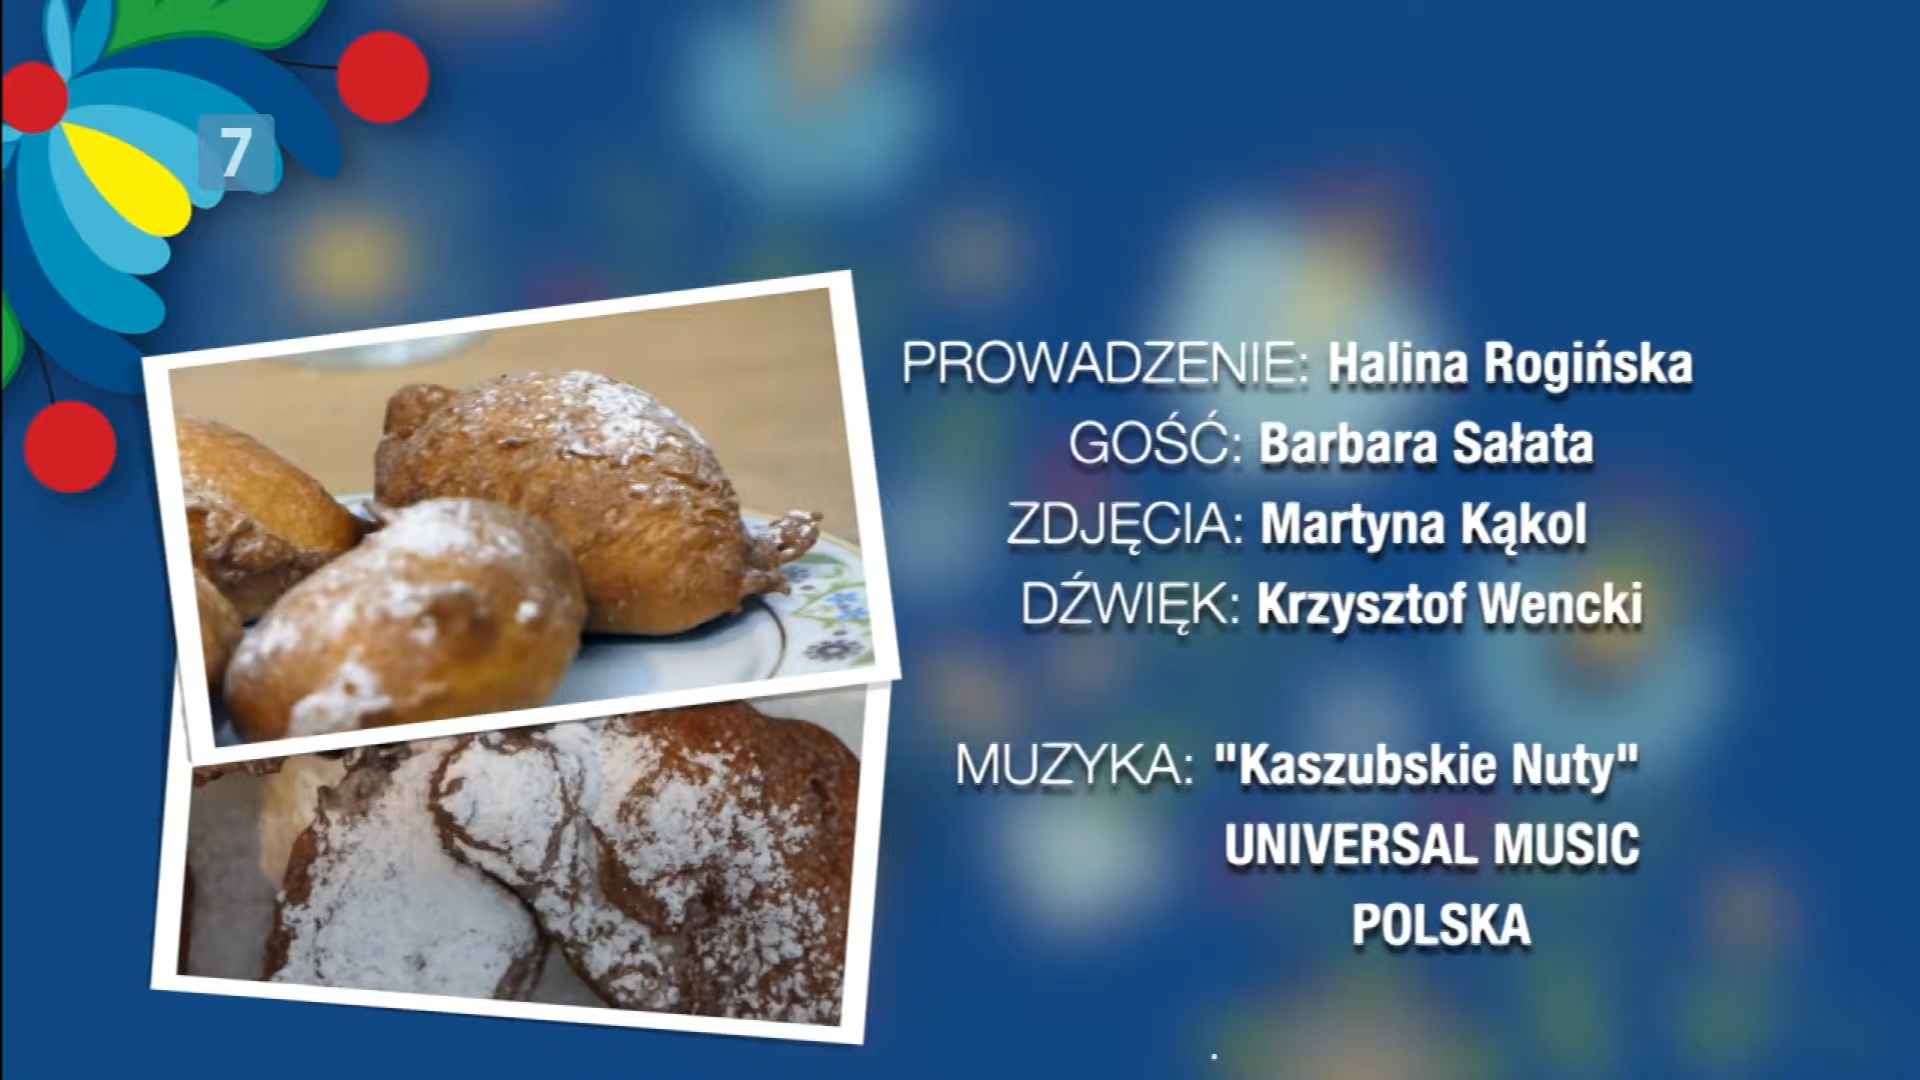 7
PROWADZENIE: Halina Rogińska
GOŚĆ: Barbara Sałata
ZDJĘCIA: Martyna Kąkol
DŹWIĘK: Krzysztof Wencki
MUZYKA: "Kaszubskie Nuty"
UNIVERSAL MUSIC
POLSKA
.